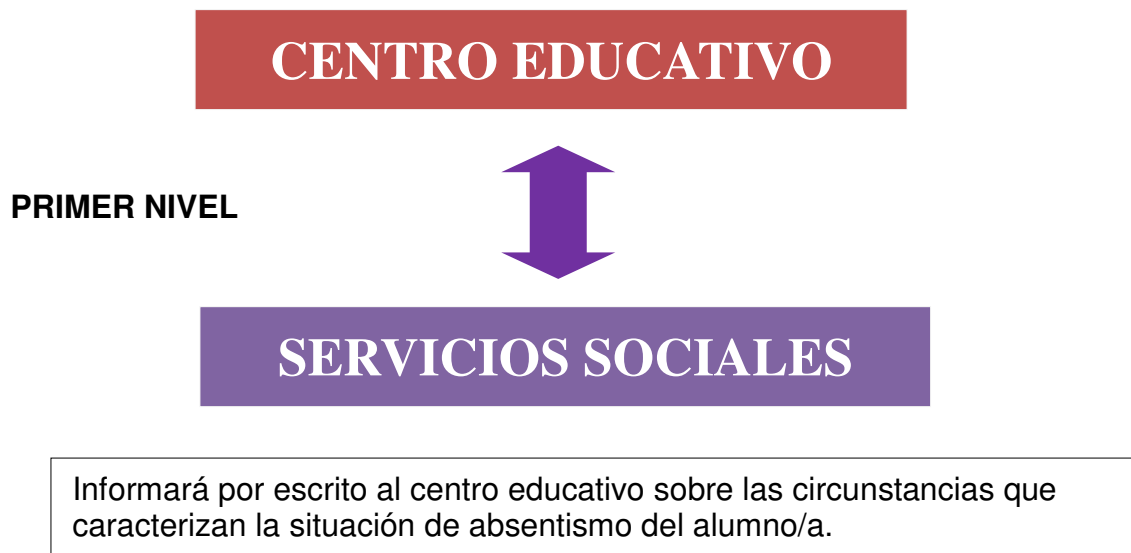 CENTRO EDUCATIVO
PRIMER NIVEL
SERVICIOS SOCIALES
Informará por escrito al centro educativo sobre las circunstancias que
caracterizan la situación de absentismo del alumno/a.